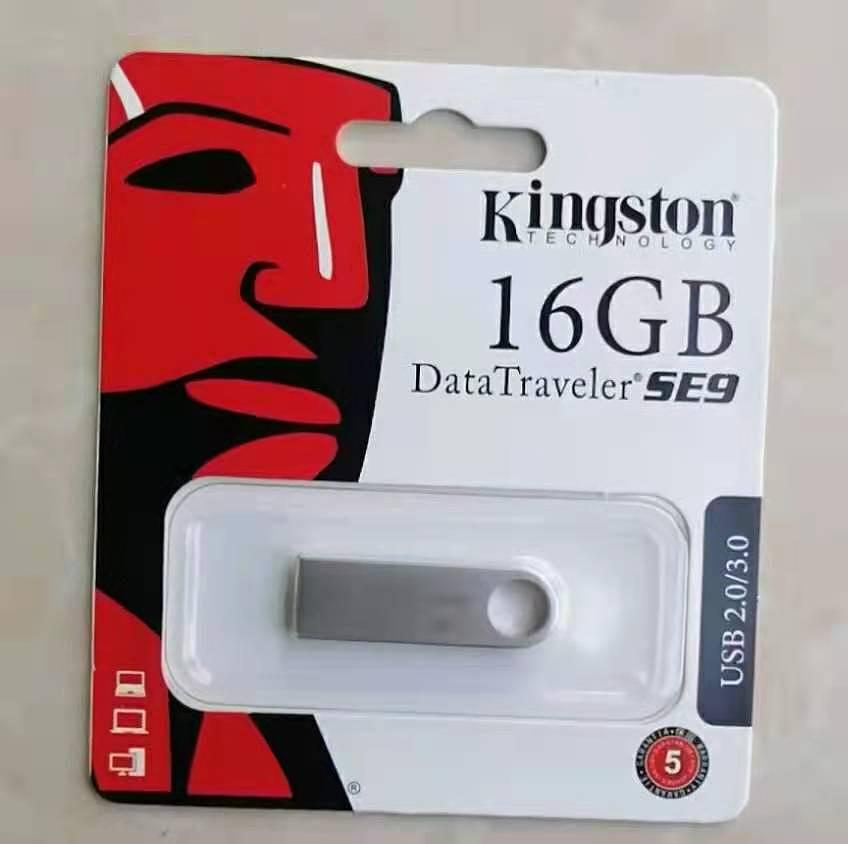 Kingston®
TECHNOLOGY
16GB
DataTraveler® SE9
USB 2.0/3.0
5
®